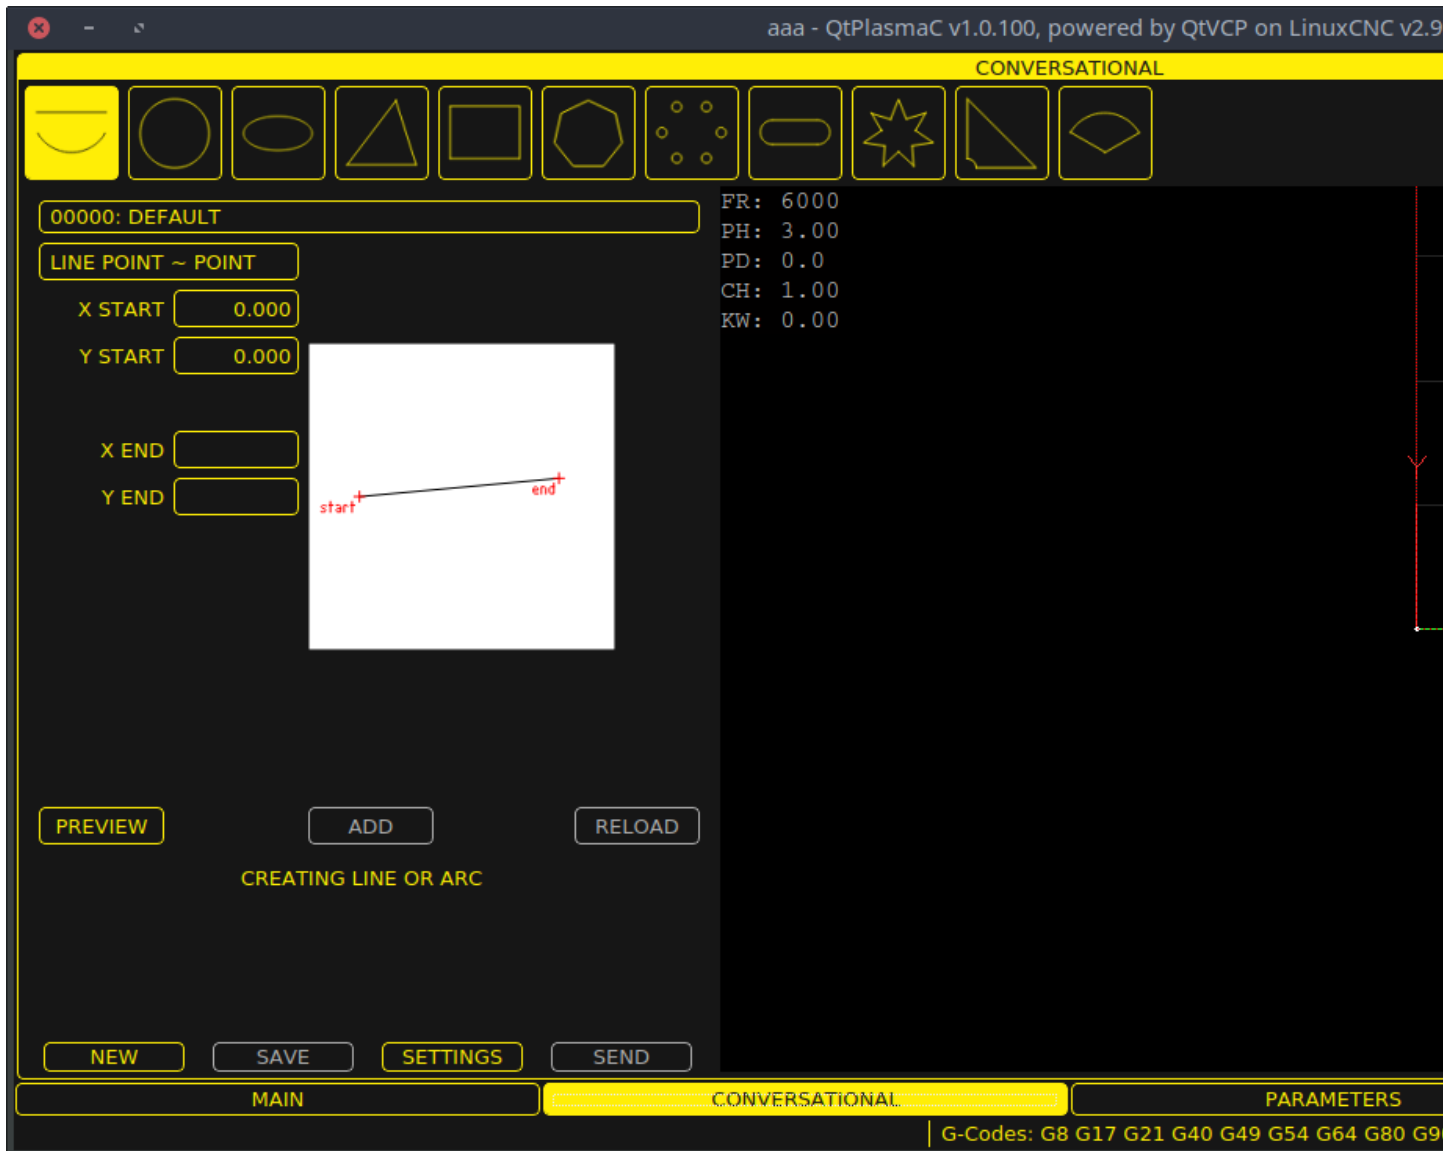 aaa - QtPlasmaC v1.0.100, powered by QtVCP on LinuxCNC v2.9
CONVERSATIONAL
00000: DEFAULT
LINE POINT ~ POINT
X START 0.000
Y START 0.000
X END
Y END
start
end
FR: 6000
PH: 3.00
PD: 0.0
CH: 1.00
KW: 0.00
PREVIEW ADD RELOAD
CREATING LINE OR ARC
NEW SAVE SETTINGS SEND
MAIN CONVERSATIONAL PARAMETERS
G-Codes: G8 G17 G21 G40 G49 G54 G64 G80